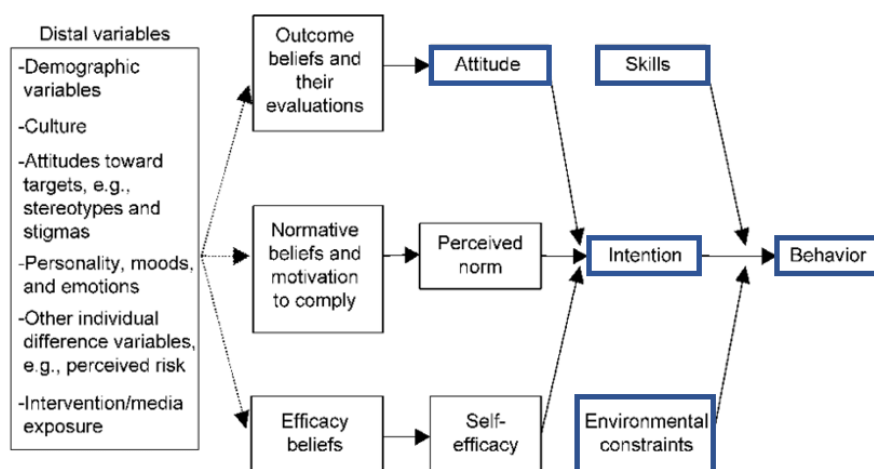 Distal variables
-Demographic
variables
-Culture
-Attitudes toward
targets, e.g.,
stereotypes and
stigmas
-Personality, moods,
and emotions
-Other individual
difference variables,
e.g., perceived risk
-Intervention/media
exposure
Outcome
beliefs and
their
evaluations
Attitude
Skills
Normative
beliefs and
motivation
to comply
Perceived
norm
Intention
Behavior
Efficacy
beliefs
Self-
efficacy
Environmental
constraints